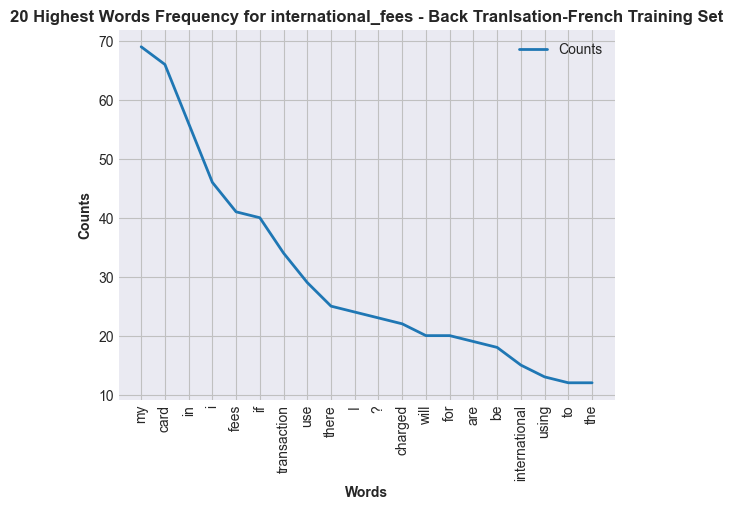 20 Highest Words Frequency for international_fees - Back Tranlsation-French Training Set
Counts
70
60
50
40
30
20
10
Counts
my
card
in
i
fees
if
transaction
use
there
I
?
charged
will
for
are
be
international
using
to
the
Words